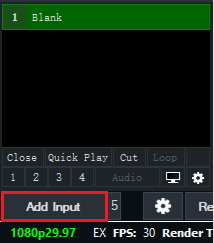 1 Blank
Close Quick Play Cut Loop
1 2 3 4 Audio
Add Input 5 Re
1080p29.97 EX FPS: 30 Render T